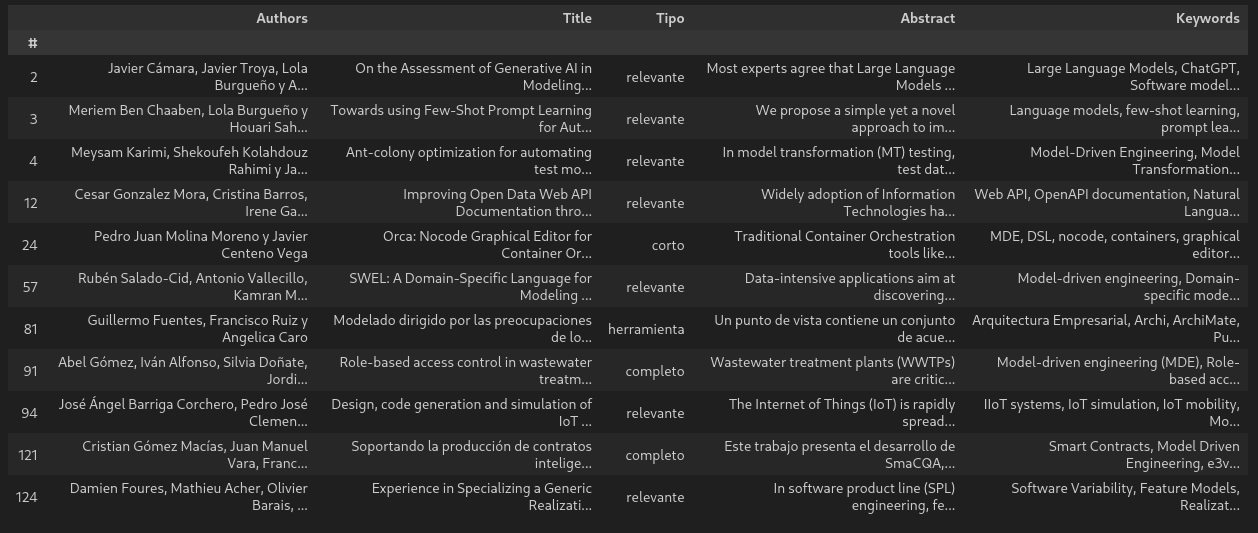 Authors Title Tipo Abstract Keywords
#
2 Javier Cámara, Javier Troya, Lola Burgueño y A... On the Assessment of Generative AI in Modeling... relevante Most experts agree that Large Language Models ... Large Language Models, ChatGPT, Software model...
3 Meriem Ben Chaaben, Lola Burgueño y Houari Sah... Towards using Few-Shot Prompt Learning for Aut... relevante We propose a simple yet a novel approach to im... Language models, few-shot learning, prompt lea...
4 Meysam Karimi, Shekoufeh Kolahdouz Rahimi y Ja... Ant-colony optimization for automating test mo... relevante In model transformation (MT) testing, test dat... Model-Driven Engineering, Model Transformation...
12 Cesar Gonzalez Mora, Cristina Barros, Irene Ga... Improving Open Data Web API Documentation thro... relevante Widely adoption of Information Technologies ha... Web API, OpenAPI documentation, Natural Langua...
24 Pedro Juan Molina Moreno y Javier Centeno Vega Orca: Nocode Graphical Editor for Container Or... corto Traditional Container Orchestration tools like... MDE, DSL, nocode, containers, graphical editor...
57 Rubén Salado-Cid, Antonio Vallecillo, Kamran M... SWEL: A Domain-Specific Language for Modeling ... relevante Data-intensive applications aim at discovering... Model-driven engineering, Domain-specific mode...
81 Guillermo Fuentes, Francisco Ruiz y Angelica Caro Modelado dirigido por las preocupaciones de lo... herramienta Un punto de vista contiene un conjunto de acue... Arquitectura Empresarial, Archi, ArchiMate, Pu...
91 Abel Gómez, Iván Alfonso, Silvia Doñate, Jordi... Role-based access control in wastewater treatm... completo Wastewater treatment plants (WWTPs) are critic... Model-driven engineering (MDE), Role-based acc...
94 José Ángel Barriga Corchero, Pedro José Clemen... Design, code generation and simulation of IoT ... relevante The Internet of Things (IoT) is rapidly spread... IIoT systems, IoT simulation, IoT mobility, Mo...
121 Cristian Gómez Macías, Juan Manuel Vara, Franc... Soportando la producción de contratos intelige... completo Este trabajo presenta el desarrollo de SmaCQA,... Smart Contracts, Model Driven Engineering, e3v...
124 Damien Foures, Mathieu Acher, Olivier Barais, ... Experience in Specializing a Generic Realizati... relevante In software product line (SPL) engineering, fe... Software Variability, Feature Models, Realizat...